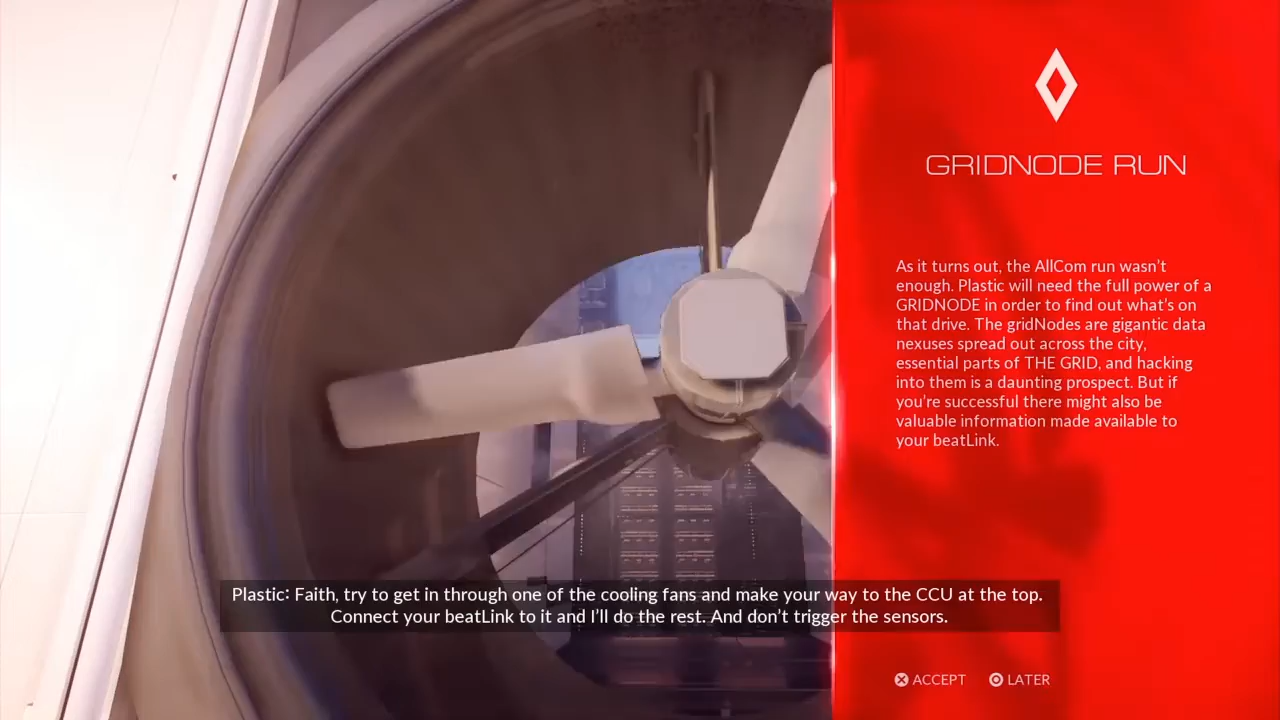 GRIDNODE RUN
As it turns out, the AllCom run wasn't
enough. Plastic will need the full power of a
GRIDNODE in order to find out what's on
that drive. The gridNodes are gigantic data
nexuses spread out across the city,
essential parts of THE GRID, and hacking
into them is a daunting prospect. But if
you're successful there might also be
valuable information made available to
your beatLink.
Plastic: Faith, try to get in through one of the cooling fans and make your way to the CCU at the top.
Connect your beatLink to it and I'll do the rest. And don't trigger the sensors.
ACCEPT LATER